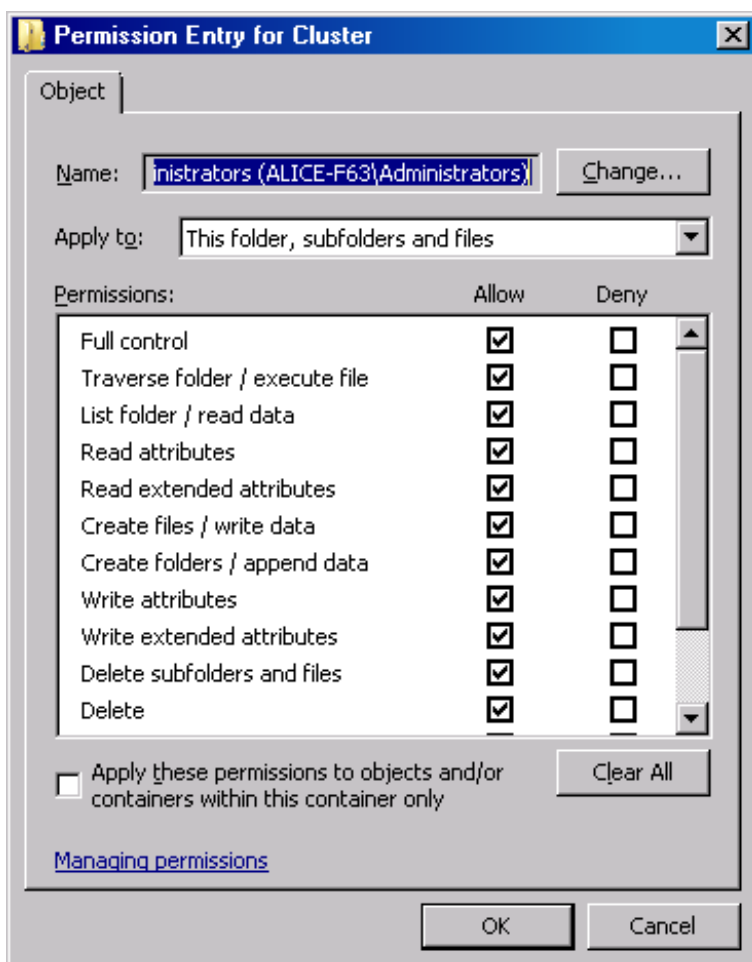 Permission Entry for Cluster
Object
Name: inistrators (ALICE-F63\Administrators) Change...
Apply to: This folder, subfolders and files
Permissions: Allow Deny
Full control
Traverse folder / execute file
List folder / read data
Read attributes
Read extended attributes
Create files / write data
Create folders / append data
Write attributes
Write extended attributes
Delete subfolders and files
Delete
Apply these permissions to objects and/or Clear All
containers within this container only
Managing permissions
OK Cancel